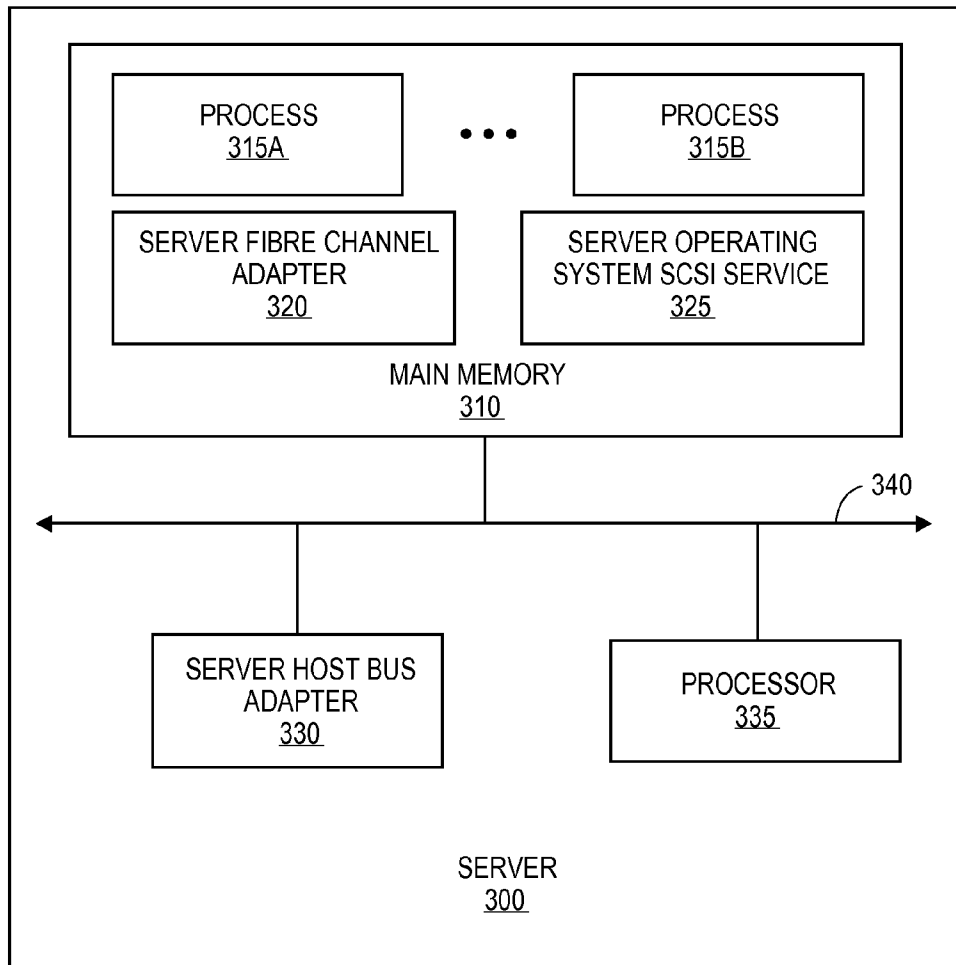 PROCESS
315A
PROCESS
315B
SERVER FIBRE CHANNEL
ADAPTER
320
SERVER OPERATING
SYSTEM SCSI SERVICE
325
MAIN MEMORY
310
340
SERVER HOST BUS
ADAPTER
330
PROCESSOR
335
SERVER
300